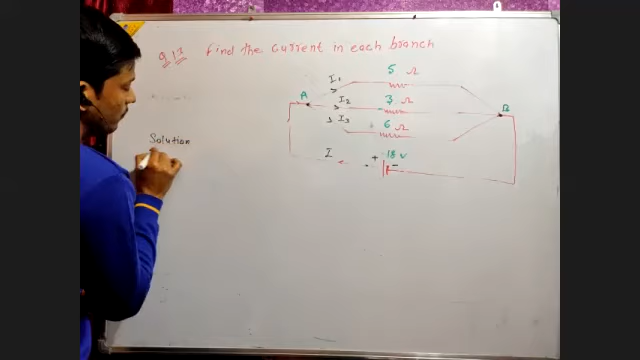 Q 13 Find the current in each branch
I1 5 Ω
A I2 3 Ω B
I3 6 Ω
I + 18 V -
Solution